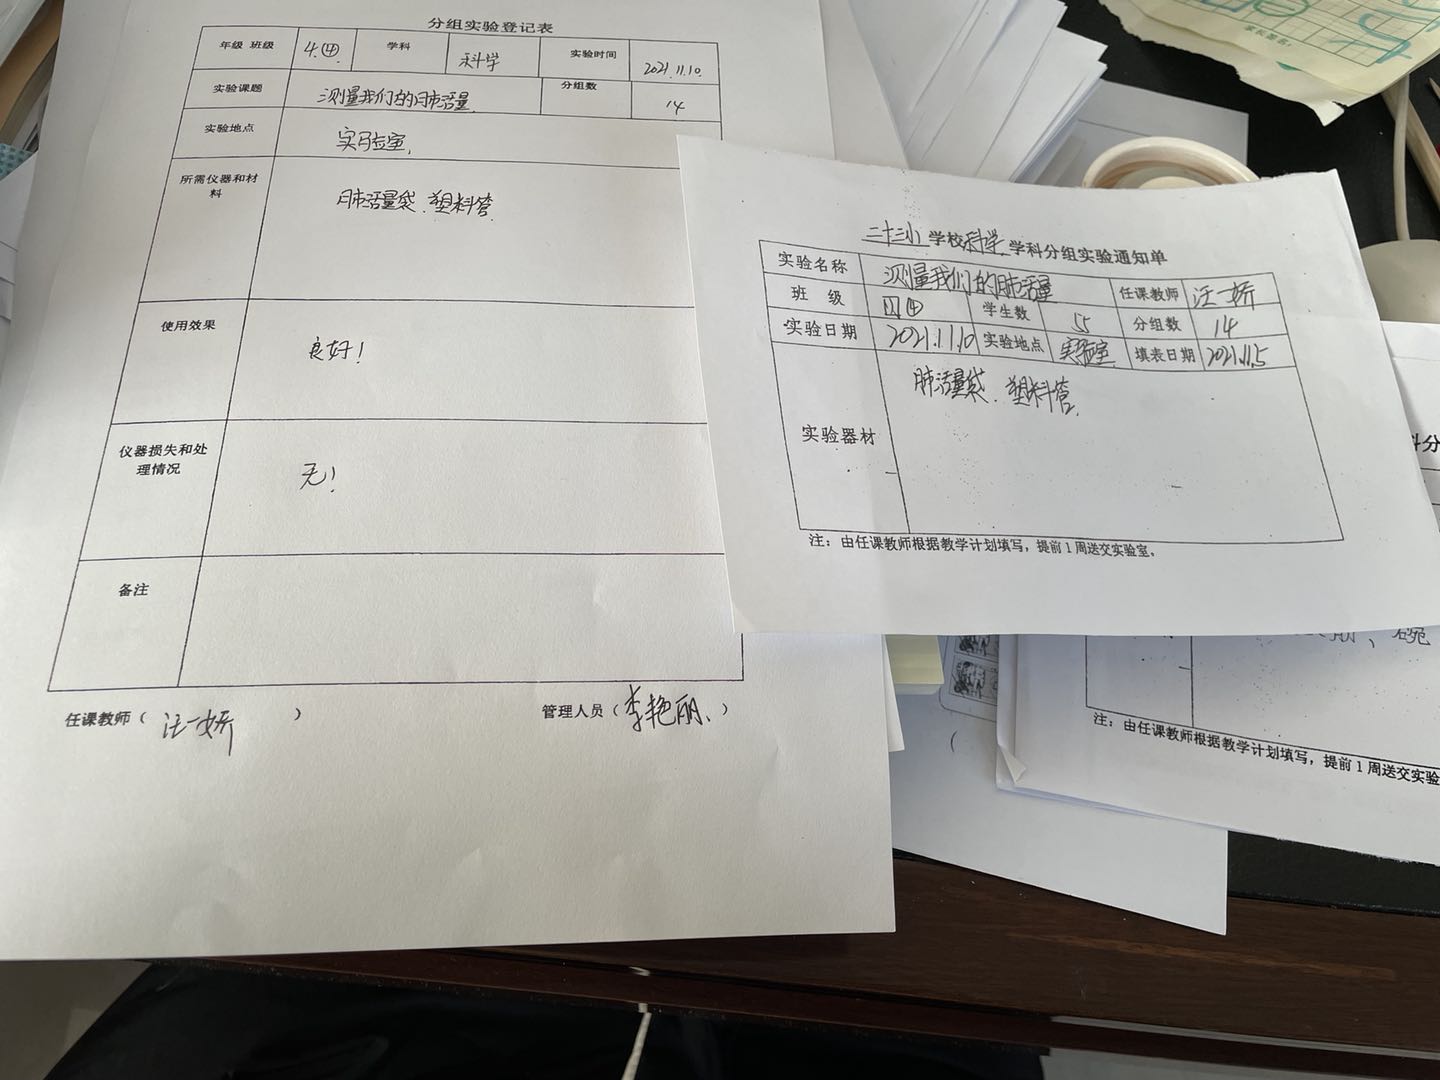 分组实验登记表
年级 班级 4.④. 学科 科学 实验时间 2021.11.10.
实验课题 测量我们的肺活量 分组数 14
实验地点 实验室.
所需仪器和材
料
肺活量袋、塑料管.
使用效果
良好!
仪器损失和处
理情况
无!
备注
任课教师( 汪一娇 ) 管理人员(李艳丽、)
二十三小 学校 科学 学科分组实验通知单
实验名称 测量我们的肺活量 任课教师 汪一娇
班 级 四④ 学生数 55 分组数 14
实验日期 2021.11.10 实验地点 实验室 填表日期 2021.11.5
实验器材 肺活量袋、塑料管.
注: 由任课教师根据教学计划填写, 提前1周送交实验室。
科分
碗
注: 由任课教师根据教学计划填写, 提前1周送交实验